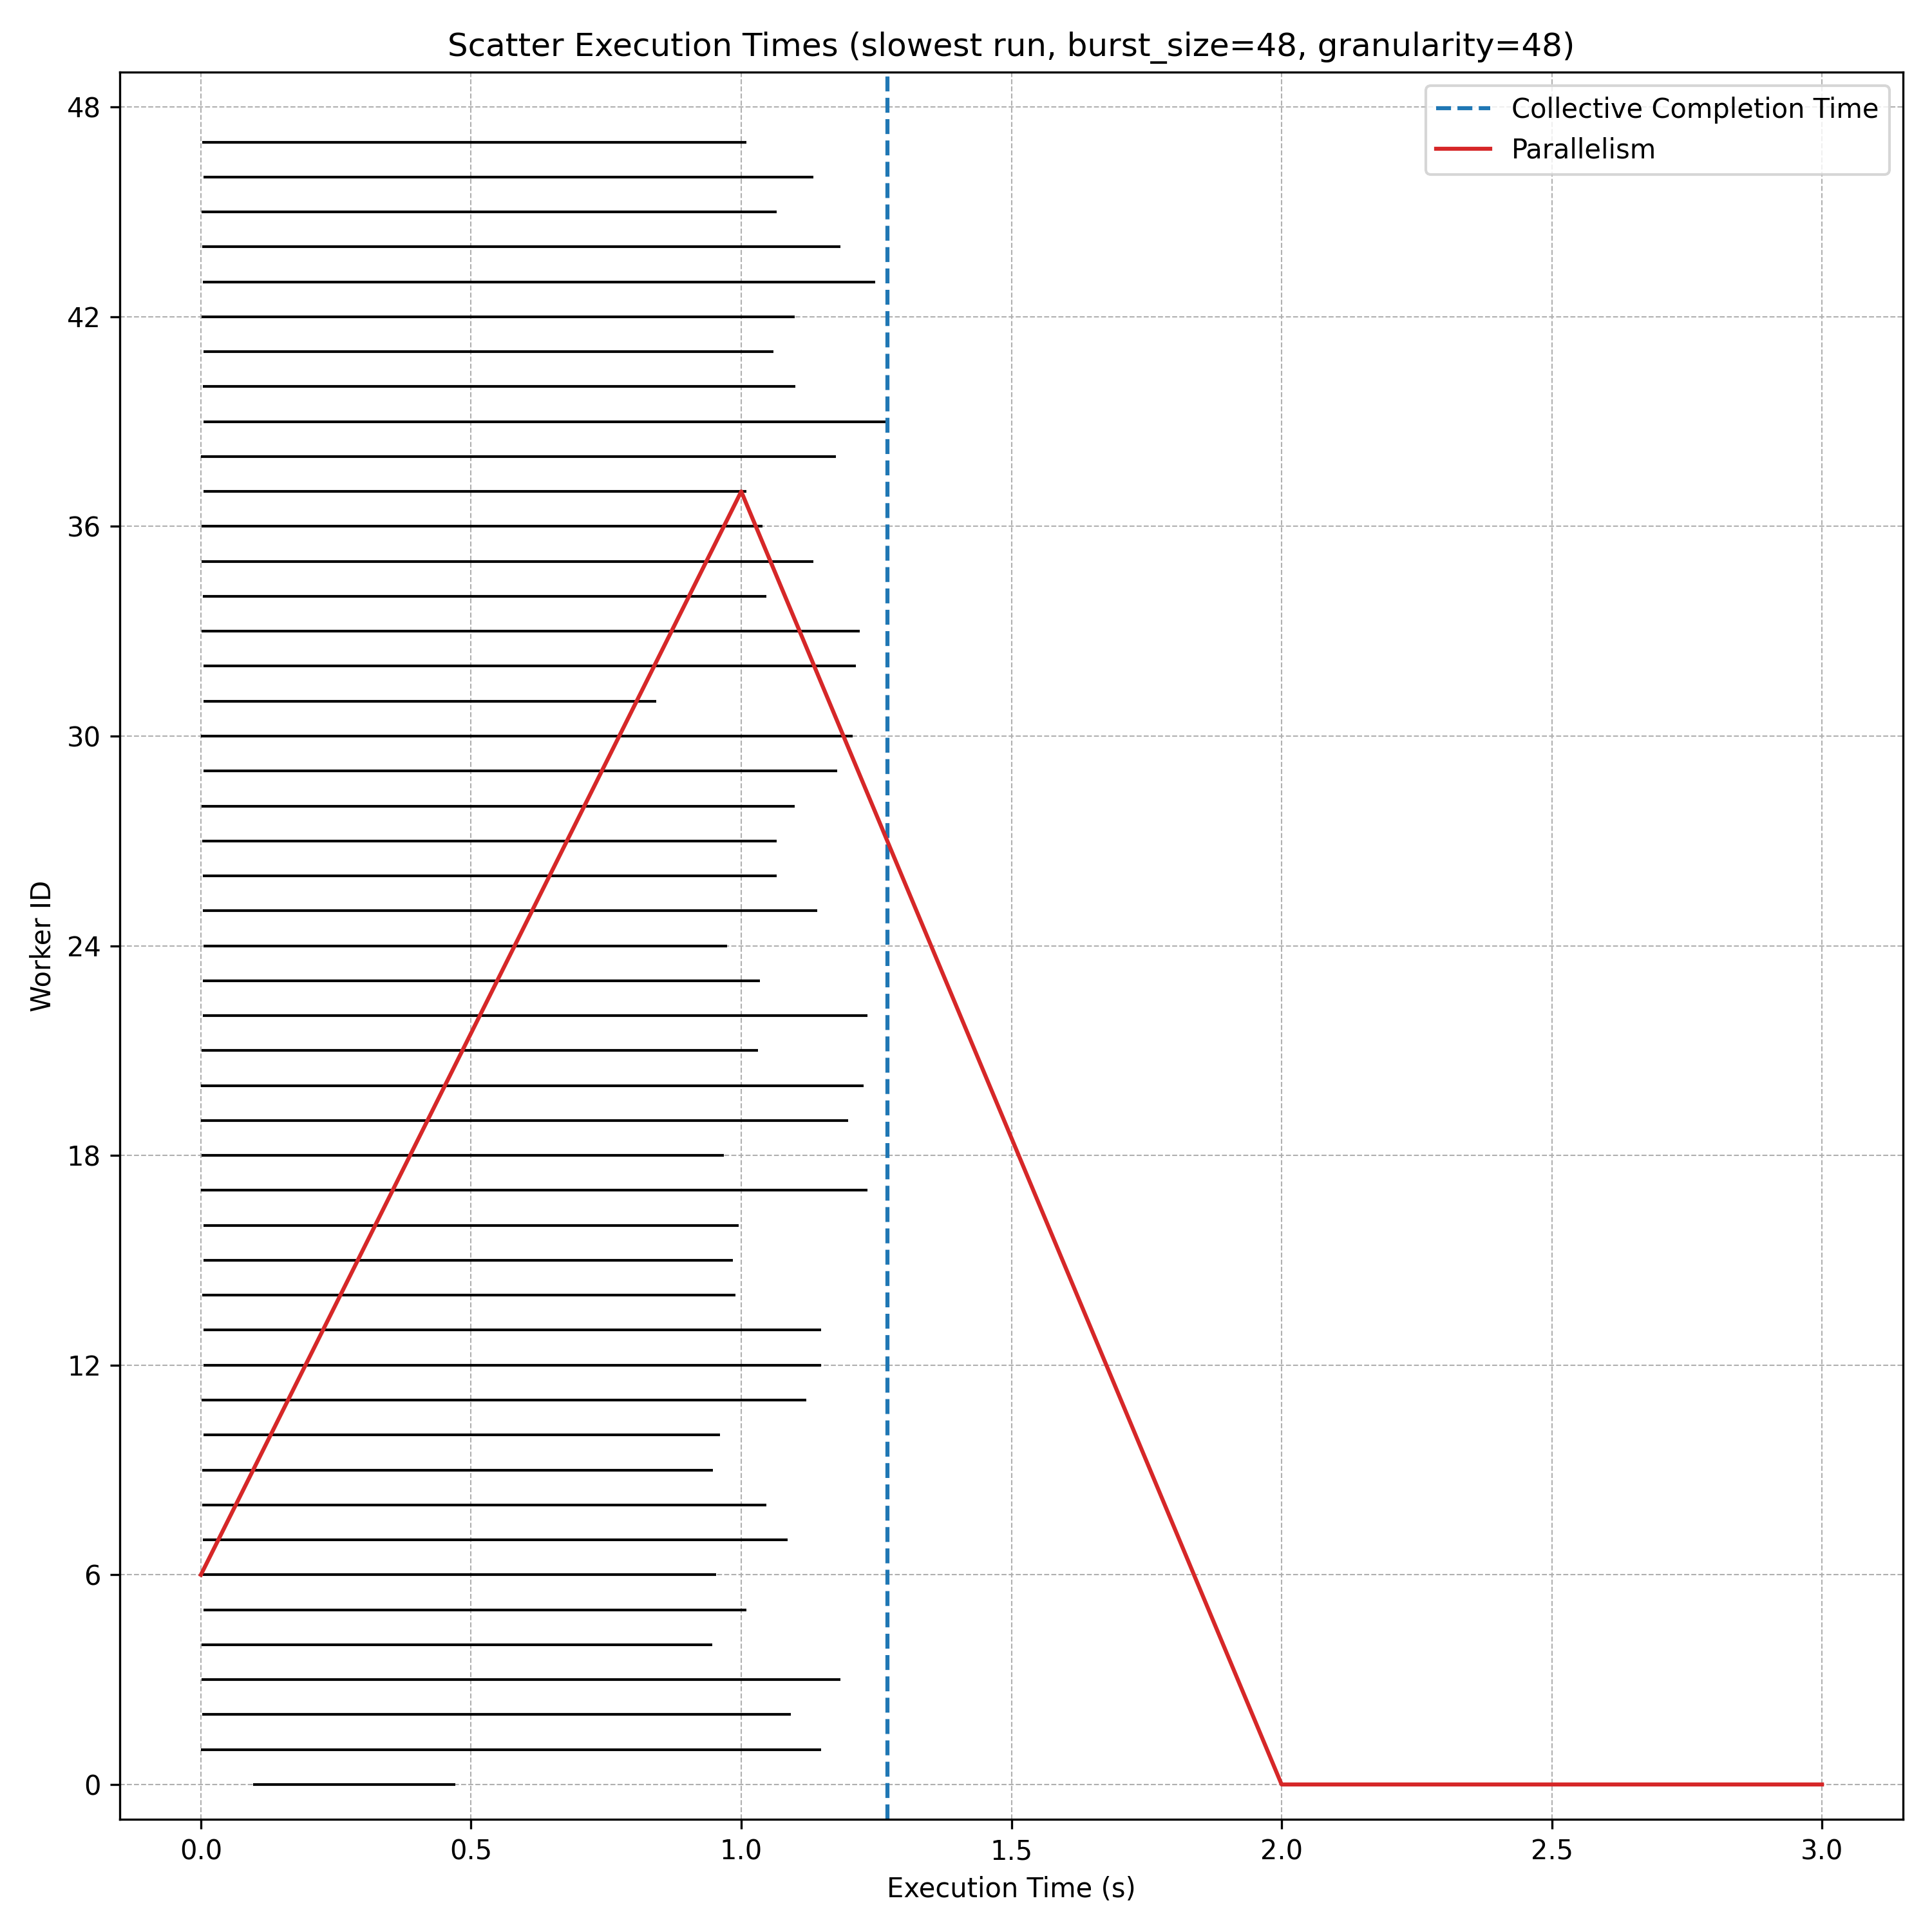 Scatter Execution Times (slowest run, burst_size=48, granularity=48)
Collective Completion Time
Parallelism
48
42
36
30
24
18
12
6
0
Worker ID
0.0 0.5 1.0 1.5 2.0 2.5 3.0
Execution Time (s)